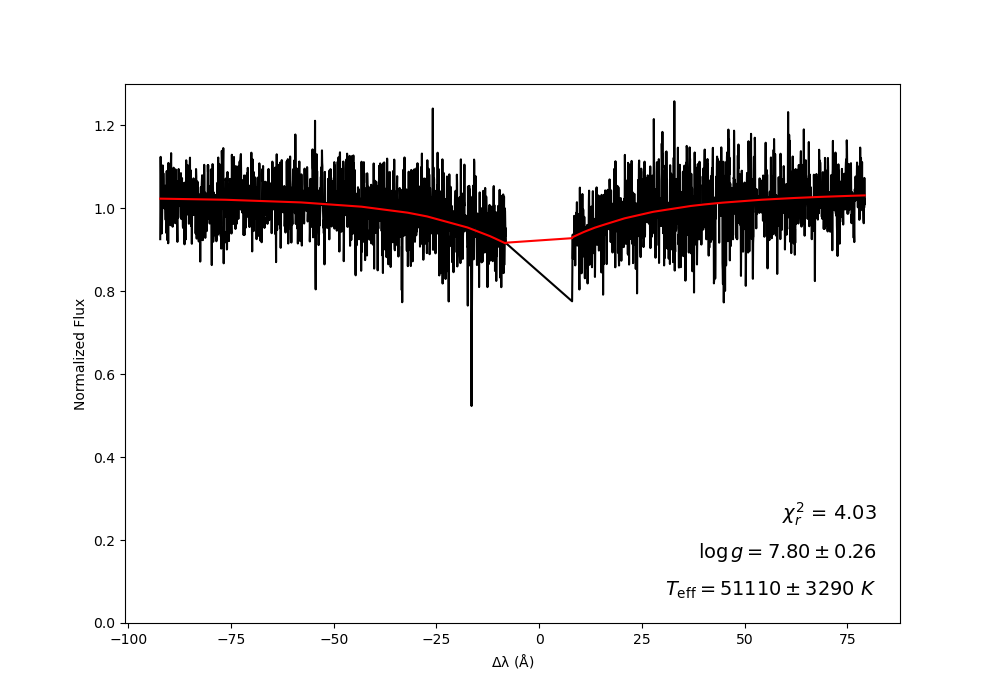 1.2
1.0
0.8
0.6
0.4
0.2
0.0
Normalized Flux
χ²ᵣ = 4.03
log g = 7.80 ± 0.26
T_eff = 51110 ± 3290 K
−100 −75 −50 −25 0 25 50 75
Δλ (Å)